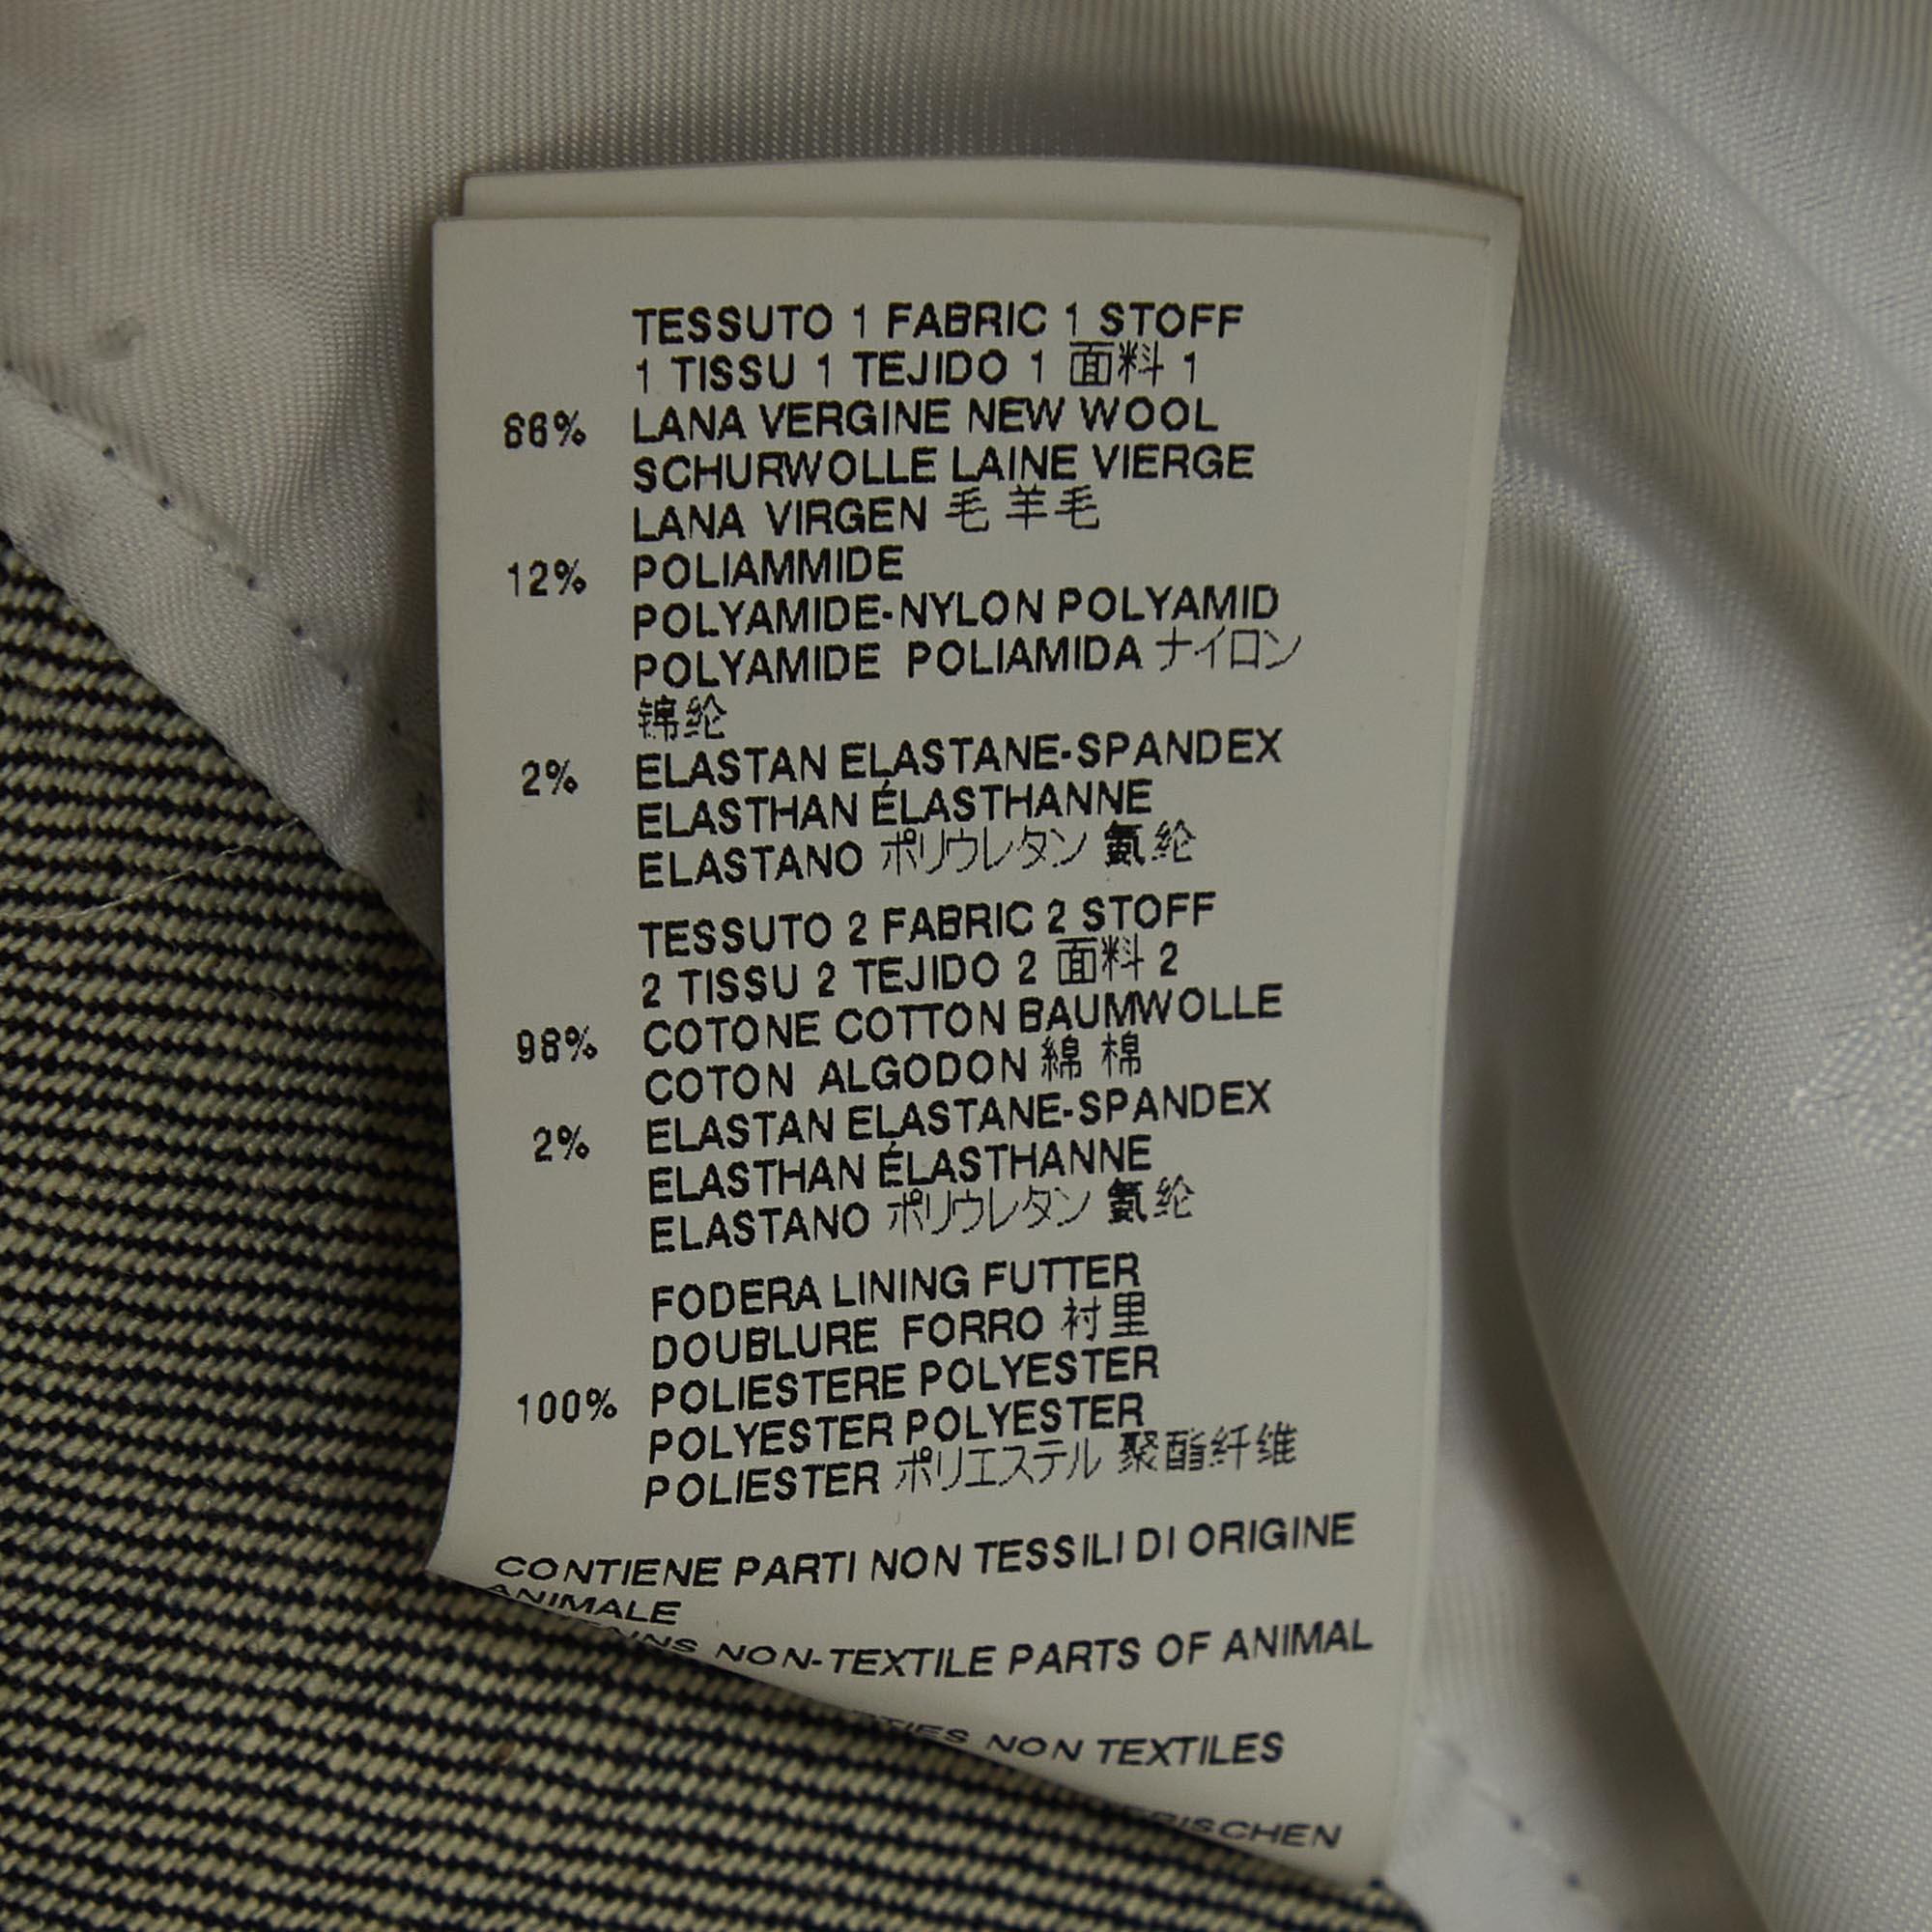 TESSUTO 1 FABRIC 1 STOFF
1 TISSU 1 TEJIDO 1 面料 1
86% LANA VERGINE NEW WOOL
SCHURWOLLE LAINE VIERGE
LANA VIRGEN 毛 羊毛
12% POLIAMMIDE
POLYAMIDE-NYLON POLYAMID
POLYAMIDE POLIAMIDA ナイロン
锦纶
2% ELASTAN ELASTANE-SPANDEX
ELASTHAN ÉLASTHANNE
ELASTANO ポリウレタン 氨纶
TESSUTO 2 FABRIC 2 STOFF
2 TISSU 2 TEJIDO 2 面料 2
98% COTONE COTTON BAUMWOLLE
COTON ALGODON 綿 棉
2% ELASTAN ELASTANE-SPANDEX
ELASTHAN ÉLASTHANNE
ELASTANO ポリウレタン 氨纶
FODERA LINING FUTTER
DOUBLURE FORRO 衬里
100% POLIESTERE POLYESTER
POLYESTER POLYESTER
POLIESTER ポリエステル 聚酯纤维
CONTIENE PARTI NON TESSILI DI ORIGINE
ANIMALE
NON-TEXTILE PARTS OF ANIMAL
NON TEXTILES